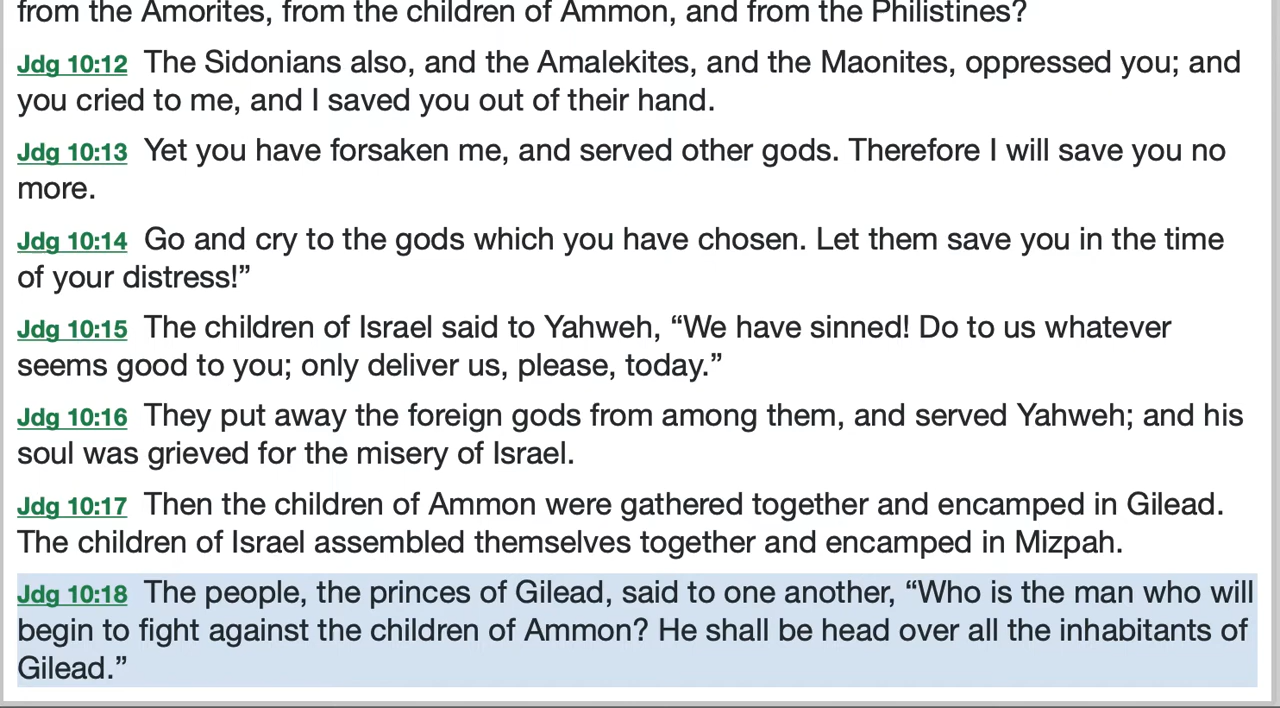 from the Amorites, from the children of Ammon, and from the Philistines?
Jdg 10:12 The Sidonians also, and the Amalekites, and the Maonites, oppressed you; and
you cried to me, and I saved you out of their hand.
Jdg 10:13 Yet you have forsaken me, and served other gods. Therefore I will save you no
more.
Jdg 10:14 Go and cry to the gods which you have chosen. Let them save you in the time
of your distress!”
Jdg 10:15 The children of Israel said to Yahweh, “We have sinned! Do to us whatever
seems good to you; only deliver us, please, today.”
Jdg 10:16 They put away the foreign gods from among them, and served Yahweh; and his
soul was grieved for the misery of Israel.
Jdg 10:17 Then the children of Ammon were gathered together and encamped in Gilead.
The children of Israel assembled themselves together and encamped in Mizpah.
Jdg 10:18 The people, the princes of Gilead, said to one another, “Who is the man who will
begin to fight against the children of Ammon? He shall be head over all the inhabitants of
Gilead.”